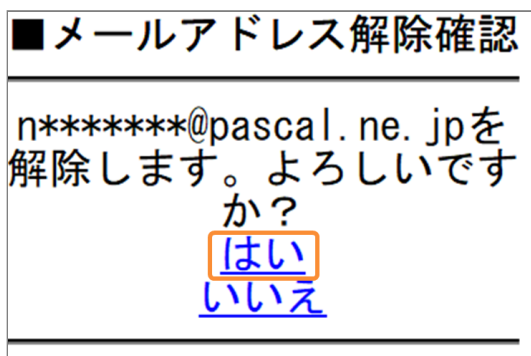 ■メールアドレス解除確認
n*******@pascal.ne.jpを
解除します。よろしいです
か？
はい
いいえ